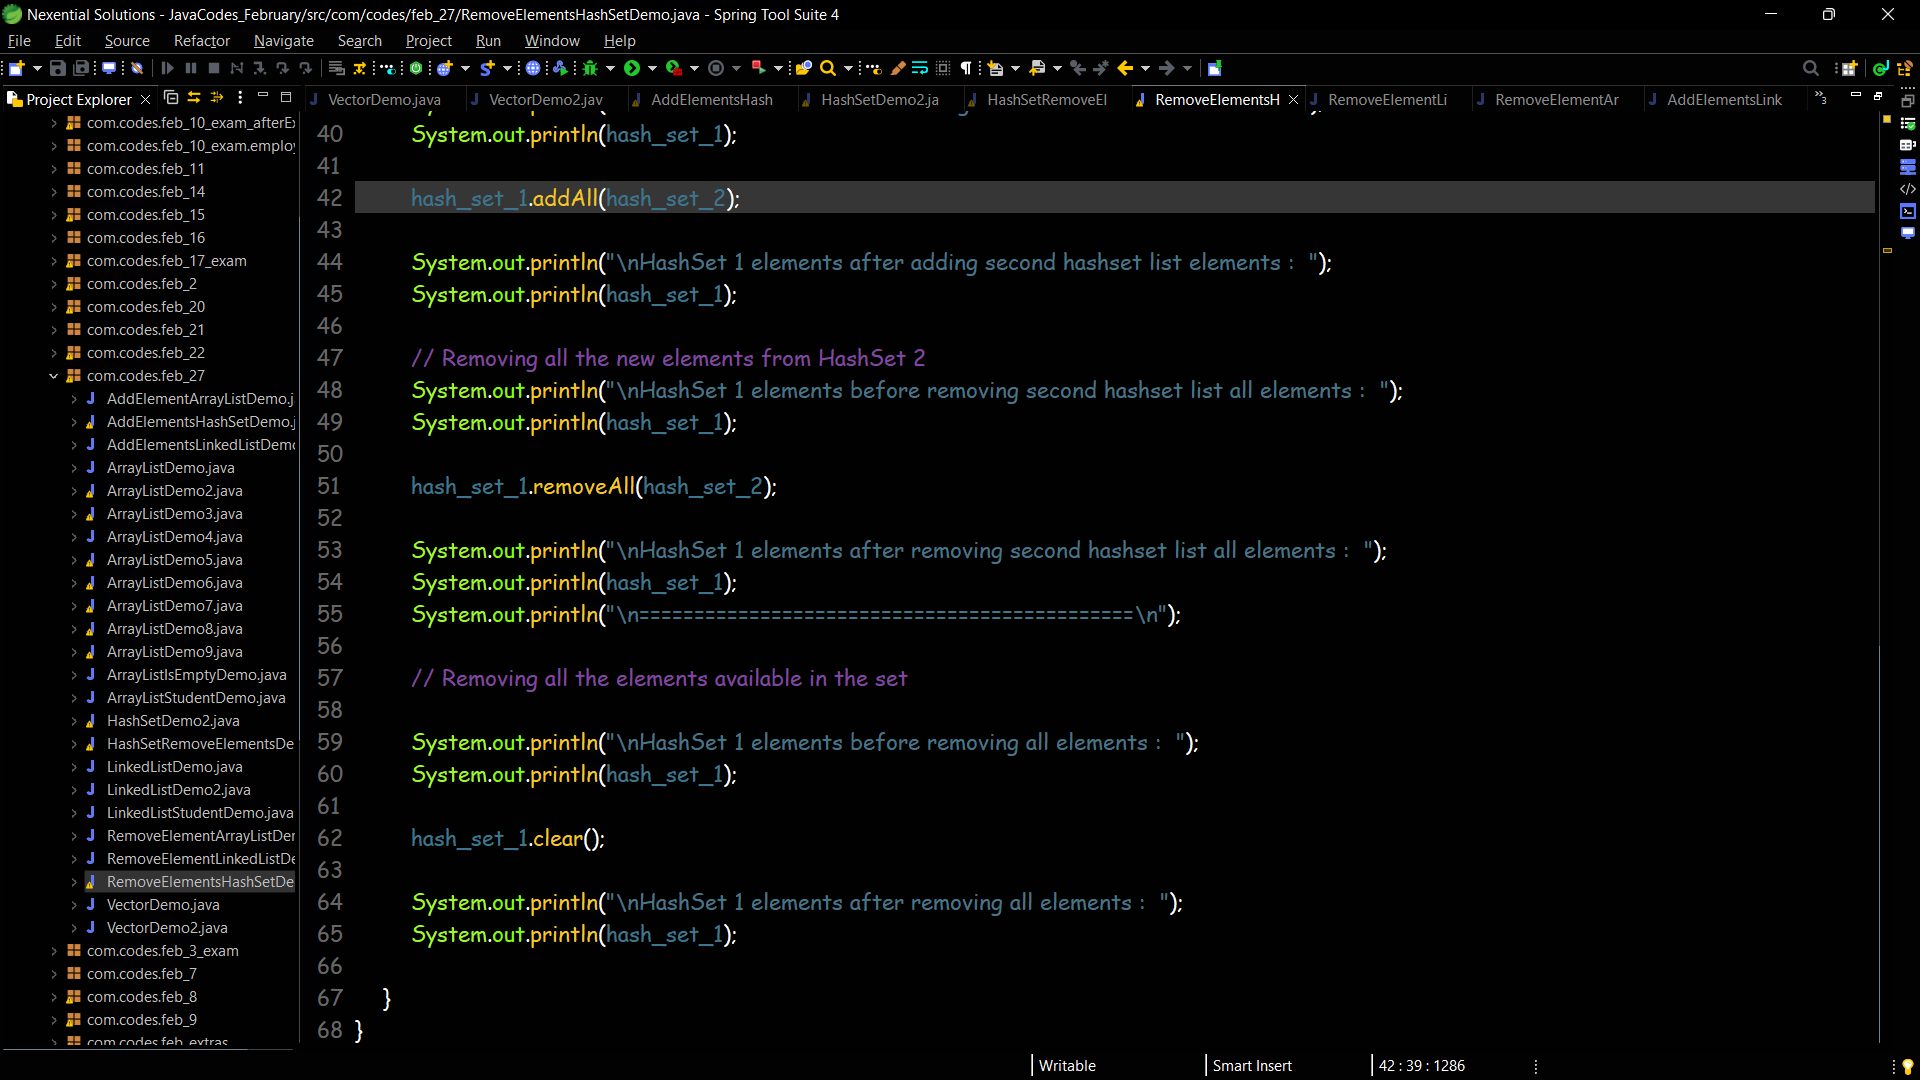 Nexential Solutions - JavaCodes_February/src/com/codes/feb_27/RemoveElementsHashSetDemo.java - Spring Tool Suite 4
File Edit Source Refactor Navigate Search Project Run Window Help
Project Explorer
VectorDemo.java VectorDemo2.jav AddElementsHash HashSetDemo2.ja HashSetRemoveEl RemoveElementsH RemoveElementLi RemoveElementAr AddElementsLink »3
com.codes.feb_10_exam_afterEx
com.codes.feb_10_exam.employ
com.codes.feb_11
com.codes.feb_14
com.codes.feb_15
com.codes.feb_16
com.codes.feb_17_exam
com.codes.feb_2
com.codes.feb_20
com.codes.feb_21
com.codes.feb_22
com.codes.feb_27
AddElementArrayListDemo.j
AddElementsHashSetDemo.j
AddElementsLinkedListDemo
ArrayListDemo.java
ArrayListDemo2.java
ArrayListDemo3.java
ArrayListDemo4.java
ArrayListDemo5.java
ArrayListDemo6.java
ArrayListDemo7.java
ArrayListDemo8.java
ArrayListDemo9.java
ArrayListIsEmptyDemo.java
ArrayListStudentDemo.java
HashSetDemo2.java
HashSetRemoveElementsDe
LinkedListDemo.java
LinkedListDemo2.java
LinkedListStudentDemo.java
RemoveElementArrayListDer
RemoveElementLinkedListDe
RemoveElementsHashSetDe
VectorDemo.java
VectorDemo2.java
com.codes.feb_3_exam
com.codes.feb_7
com.codes.feb_8
com.codes.feb_9
com.codes.feb_extras
40 System.out.println(hash_set_1);
41
42 hash_set_1.addAll(hash_set_2);
43
44 System.out.println("\nHashSet 1 elements after adding second hashset list elements :  ");
45 System.out.println(hash_set_1);
46
47 // Removing all the new elements from HashSet 2
48 System.out.println("\nHashSet 1 elements before removing second hashset list all elements :  ");
49 System.out.println(hash_set_1);
50
51 hash_set_1.removeAll(hash_set_2);
52
53 System.out.println("\nHashSet 1 elements after removing second hashset list all elements :  ");
54 System.out.println(hash_set_1);
55 System.out.println("\n=============================================\n");
56
57 // Removing all the elements available in the set
58
59 System.out.println("\nHashSet 1 elements before removing all elements :  ");
60 System.out.println(hash_set_1);
61
62 hash_set_1.clear();
63
64 System.out.println("\nHashSet 1 elements after removing all elements :  ");
65 System.out.println(hash_set_1);
66
67 }
68 }
Writable Smart Insert 42 : 39 : 1286